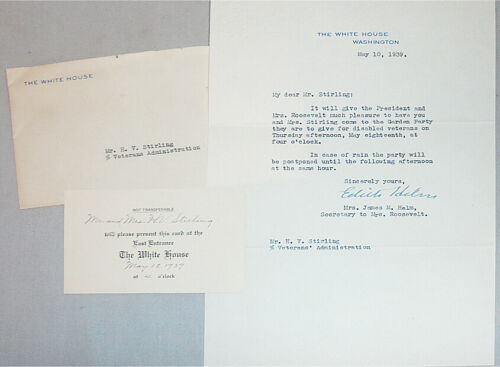 THE WHITE HOUSE
Mr. H. V. Stirling
℅ Veterans Administration
NOT TRANSFERABLE
Mr. and Mrs. H. V. Stirling
will please present this card at the
East Entrance
The White House
May 18, 1939
at o'clock
THE WHITE HOUSE
WASHINGTON
May 10, 1939.
My dear Mr. Stirling:
It will give the President and
Mrs. Roosevelt much pleasure to have you
and Mrs. Stirling come to the Garden Party
they are to give for disabled veterans on
Thursday afternoon, May eighteenth, at
four o'clock.
In case of rain the party will
be postponed until the following afternoon
at the same hour.
Sincerely yours,
Edith Helm
Mrs. James M. Helm,
Secretary to Mrs. Roosevelt.
Mr. H. V. Stirling
℅ Veterans' Administration